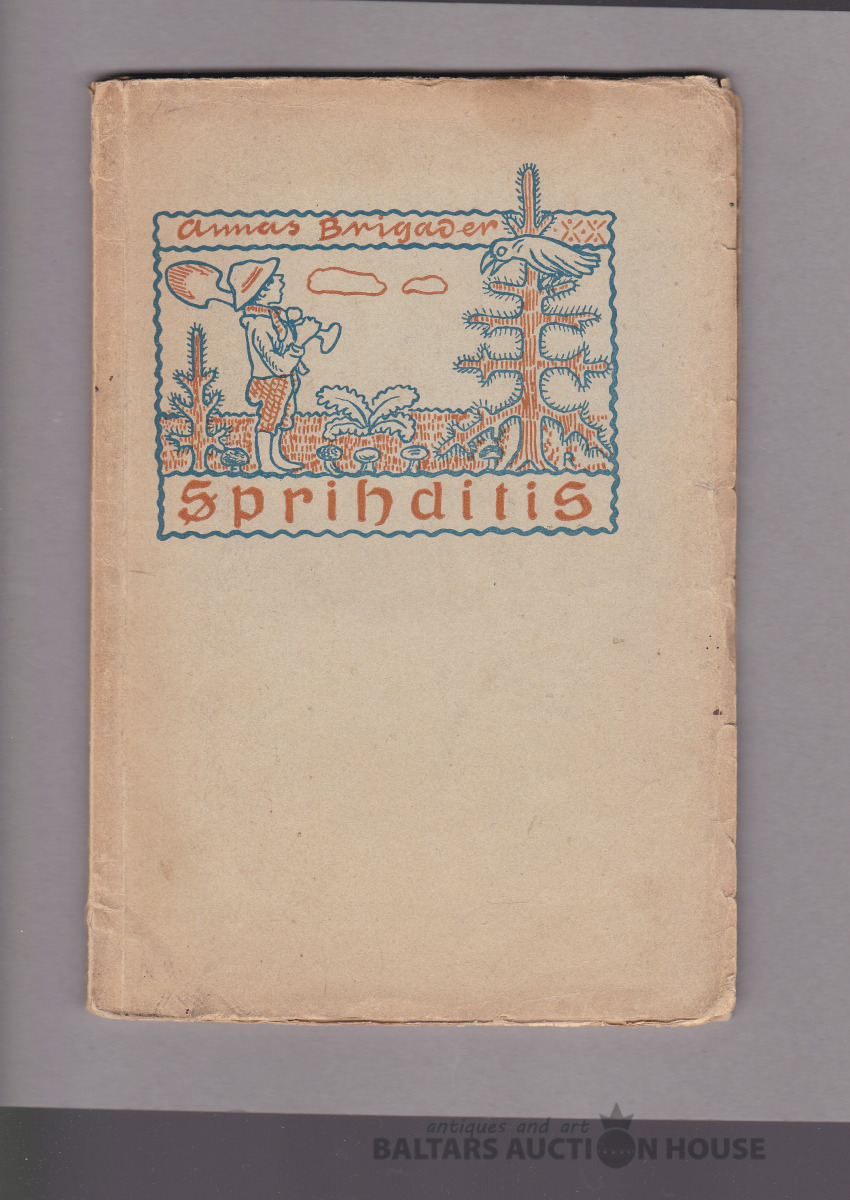 Annas Brigader
Sprihditis
antiques and art
BALTARS AUCTION HOUSE